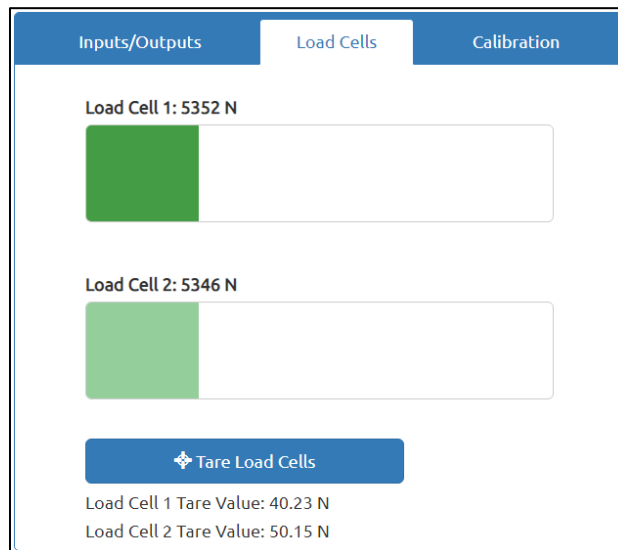 Inputs/Outputs Load Cells Calibration
Load Cell 1: 5352 N
Load Cell 2: 5346 N
Tare Load Cells
Load Cell 1 Tare Value: 40.23 N
Load Cell 2 Tare Value: 50.15 N